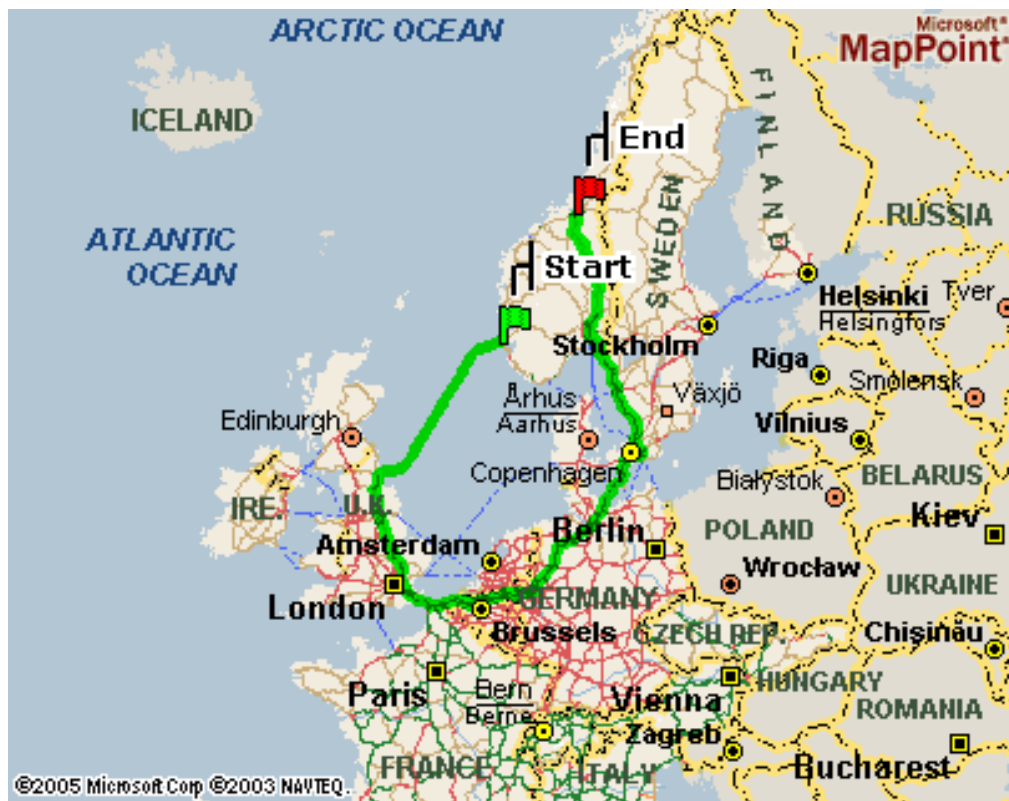 ARCTIC OCEAN
Microsoft®
MapPoint®
ICELAND
FINLAND
End
SWEDEN
RUSSIA
ATLANTIC
OCEAN
Start
Helsinki
Helsingfors
Tver
Stockholm
Riga
Smolensk
Århus
Aarhus
Växjö
Edinburgh
Vilnius
Copenhagen
Białystok
BELARUS
IRE.
U.K.
Berlin
POLAND
Kiev
Amsterdam
Wrocław
London
GERMANY
UKRAINE
Brussels
CZECH REP.
Chişinău
Paris
Bern
Berne
Vienna
HUNGARY
ROMANIA
Zagreb
FRANCE
ITALY
Bucharest
©2005 Microsoft Corp ©2003 NAVTEQ.